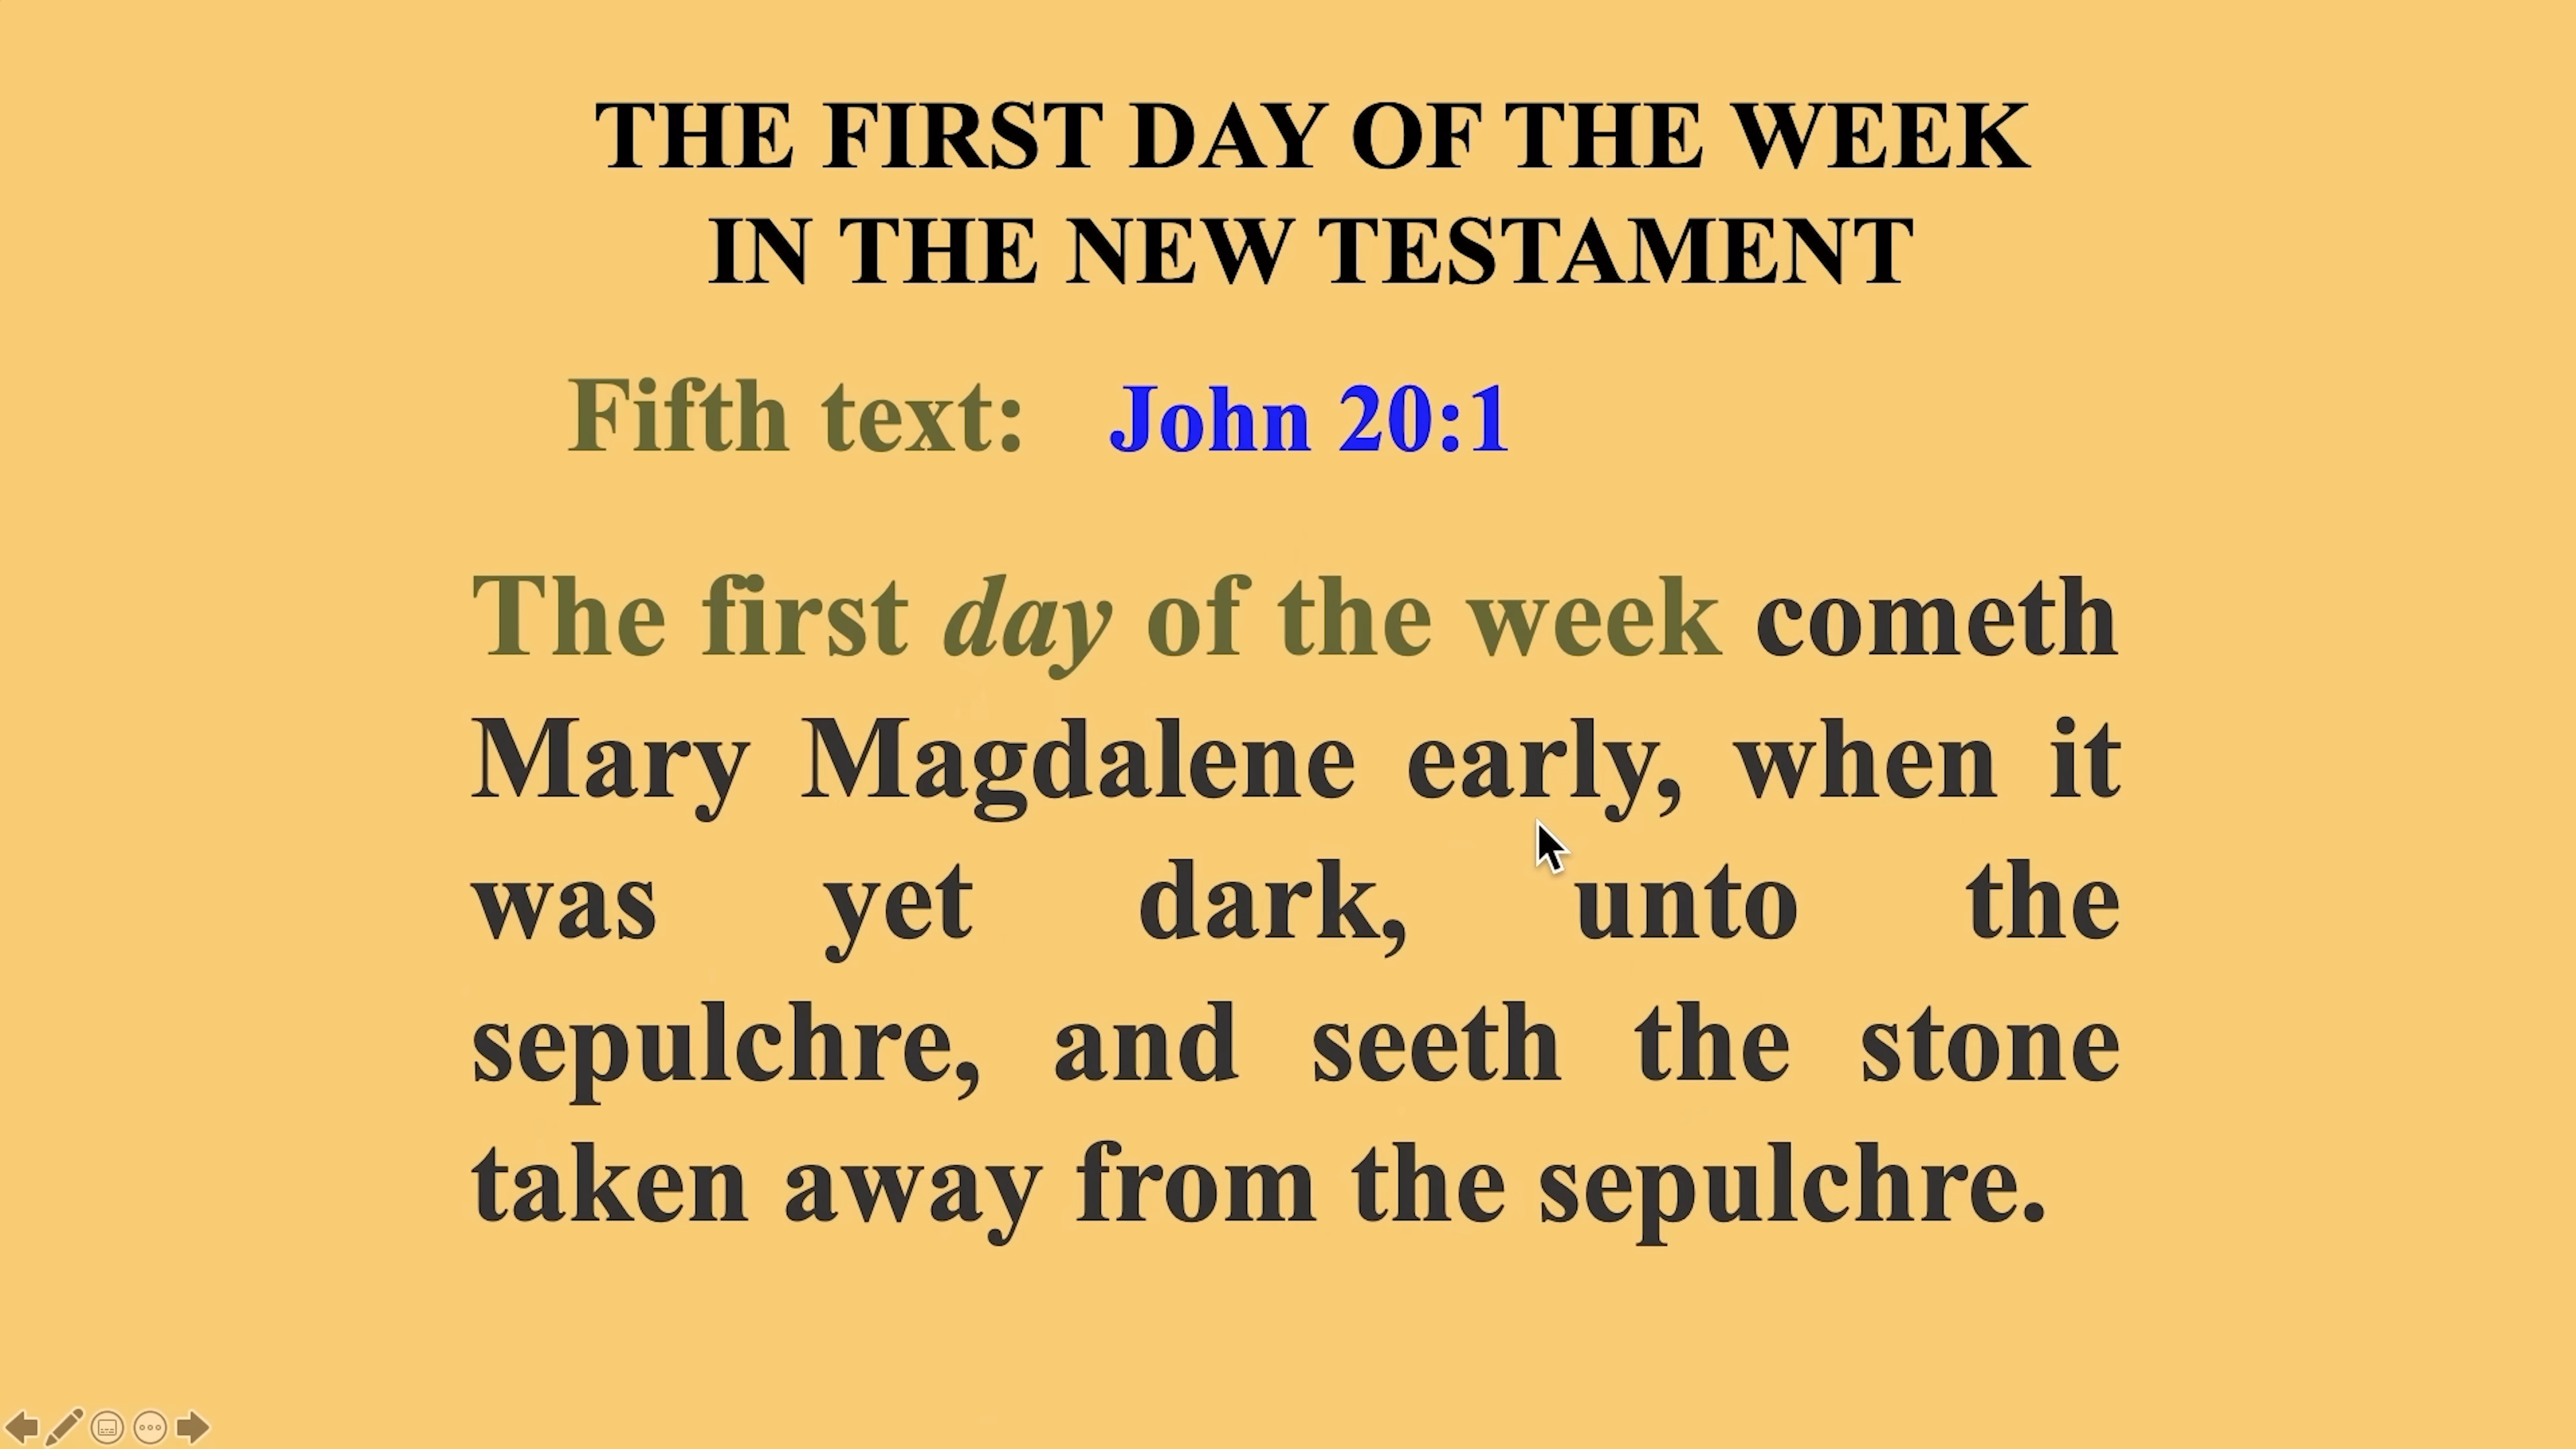 THE FIRST DAY OF THE WEEK
IN THE NEW TESTAMENT
Fifth text: John 20:1
The first day of the week cometh
Mary Magdalene early, when it
was yet dark, unto the
sepulchre, and seeth the stone
taken away from the sepulchre.